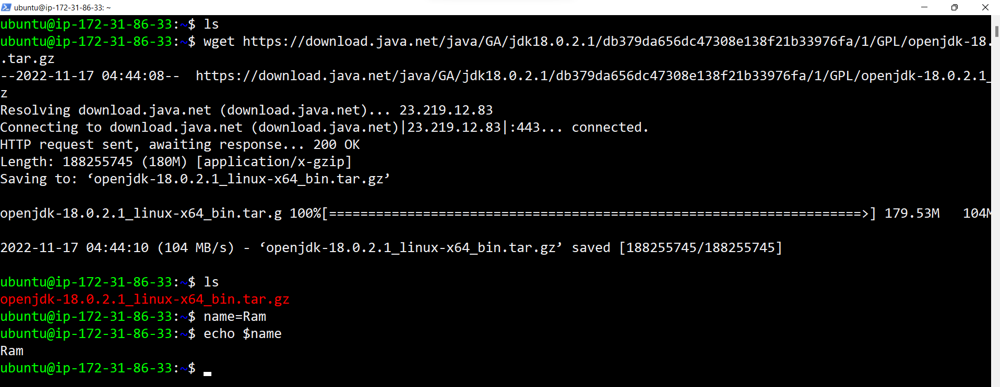 ubuntu@ip-172-31-86-33: ~
ubuntu@ip-172-31-86-33:~$ ls
ubuntu@ip-172-31-86-33:~$ wget https://download.java.net/java/GA/jdk18.0.2.1/db379da656dc47308e138f21b33976fa/1/GPL/openjdk-18.
.tar.gz
--2022-11-17 04:44:08--  https://download.java.net/java/GA/jdk18.0.2.1/db379da656dc47308e138f21b33976fa/1/GPL/openjdk-18.0.2.1_
z
Resolving download.java.net (download.java.net)... 23.219.12.83
Connecting to download.java.net (download.java.net)|23.219.12.83|:443... connected.
HTTP request sent, awaiting response... 200 OK
Length: 188255745 (180M) [application/x-gzip]
Saving to: ‘openjdk-18.0.2.1_linux-x64_bin.tar.gz’
openjdk-18.0.2.1_linux-x64_bin.tar.g 100%[====================================================================>] 179.53M   104M
2022-11-17 04:44:10 (104 MB/s) - ‘openjdk-18.0.2.1_linux-x64_bin.tar.gz’ saved [188255745/188255745]
ubuntu@ip-172-31-86-33:~$ ls
openjdk-18.0.2.1_linux-x64_bin.tar.gz
ubuntu@ip-172-31-86-33:~$ name=Ram
ubuntu@ip-172-31-86-33:~$ echo $name
Ram
ubuntu@ip-172-31-86-33:~$